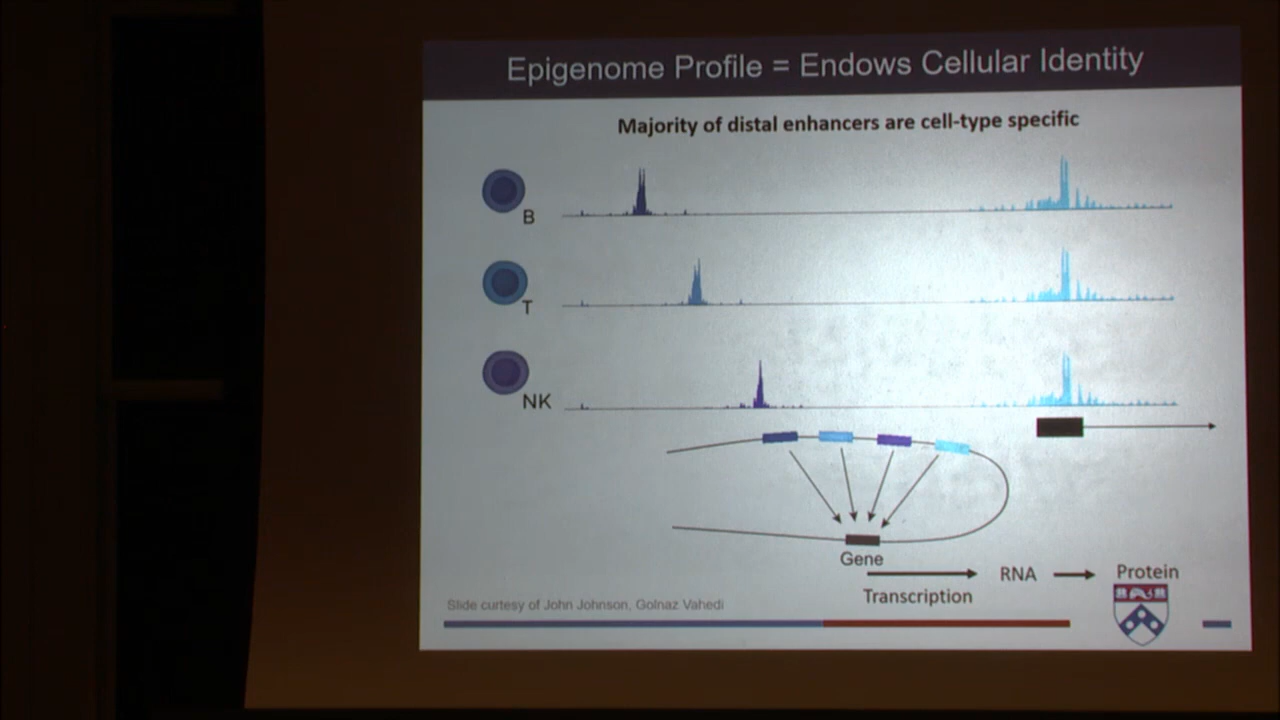 Epigenome Profile = Endows Cellular Identity
Majority of distal enhancers are cell-type specific
B
T
NK
Gene
RNA
Protein
Transcription
Slide curtesy of John Johnson, Golnaz Vahedi